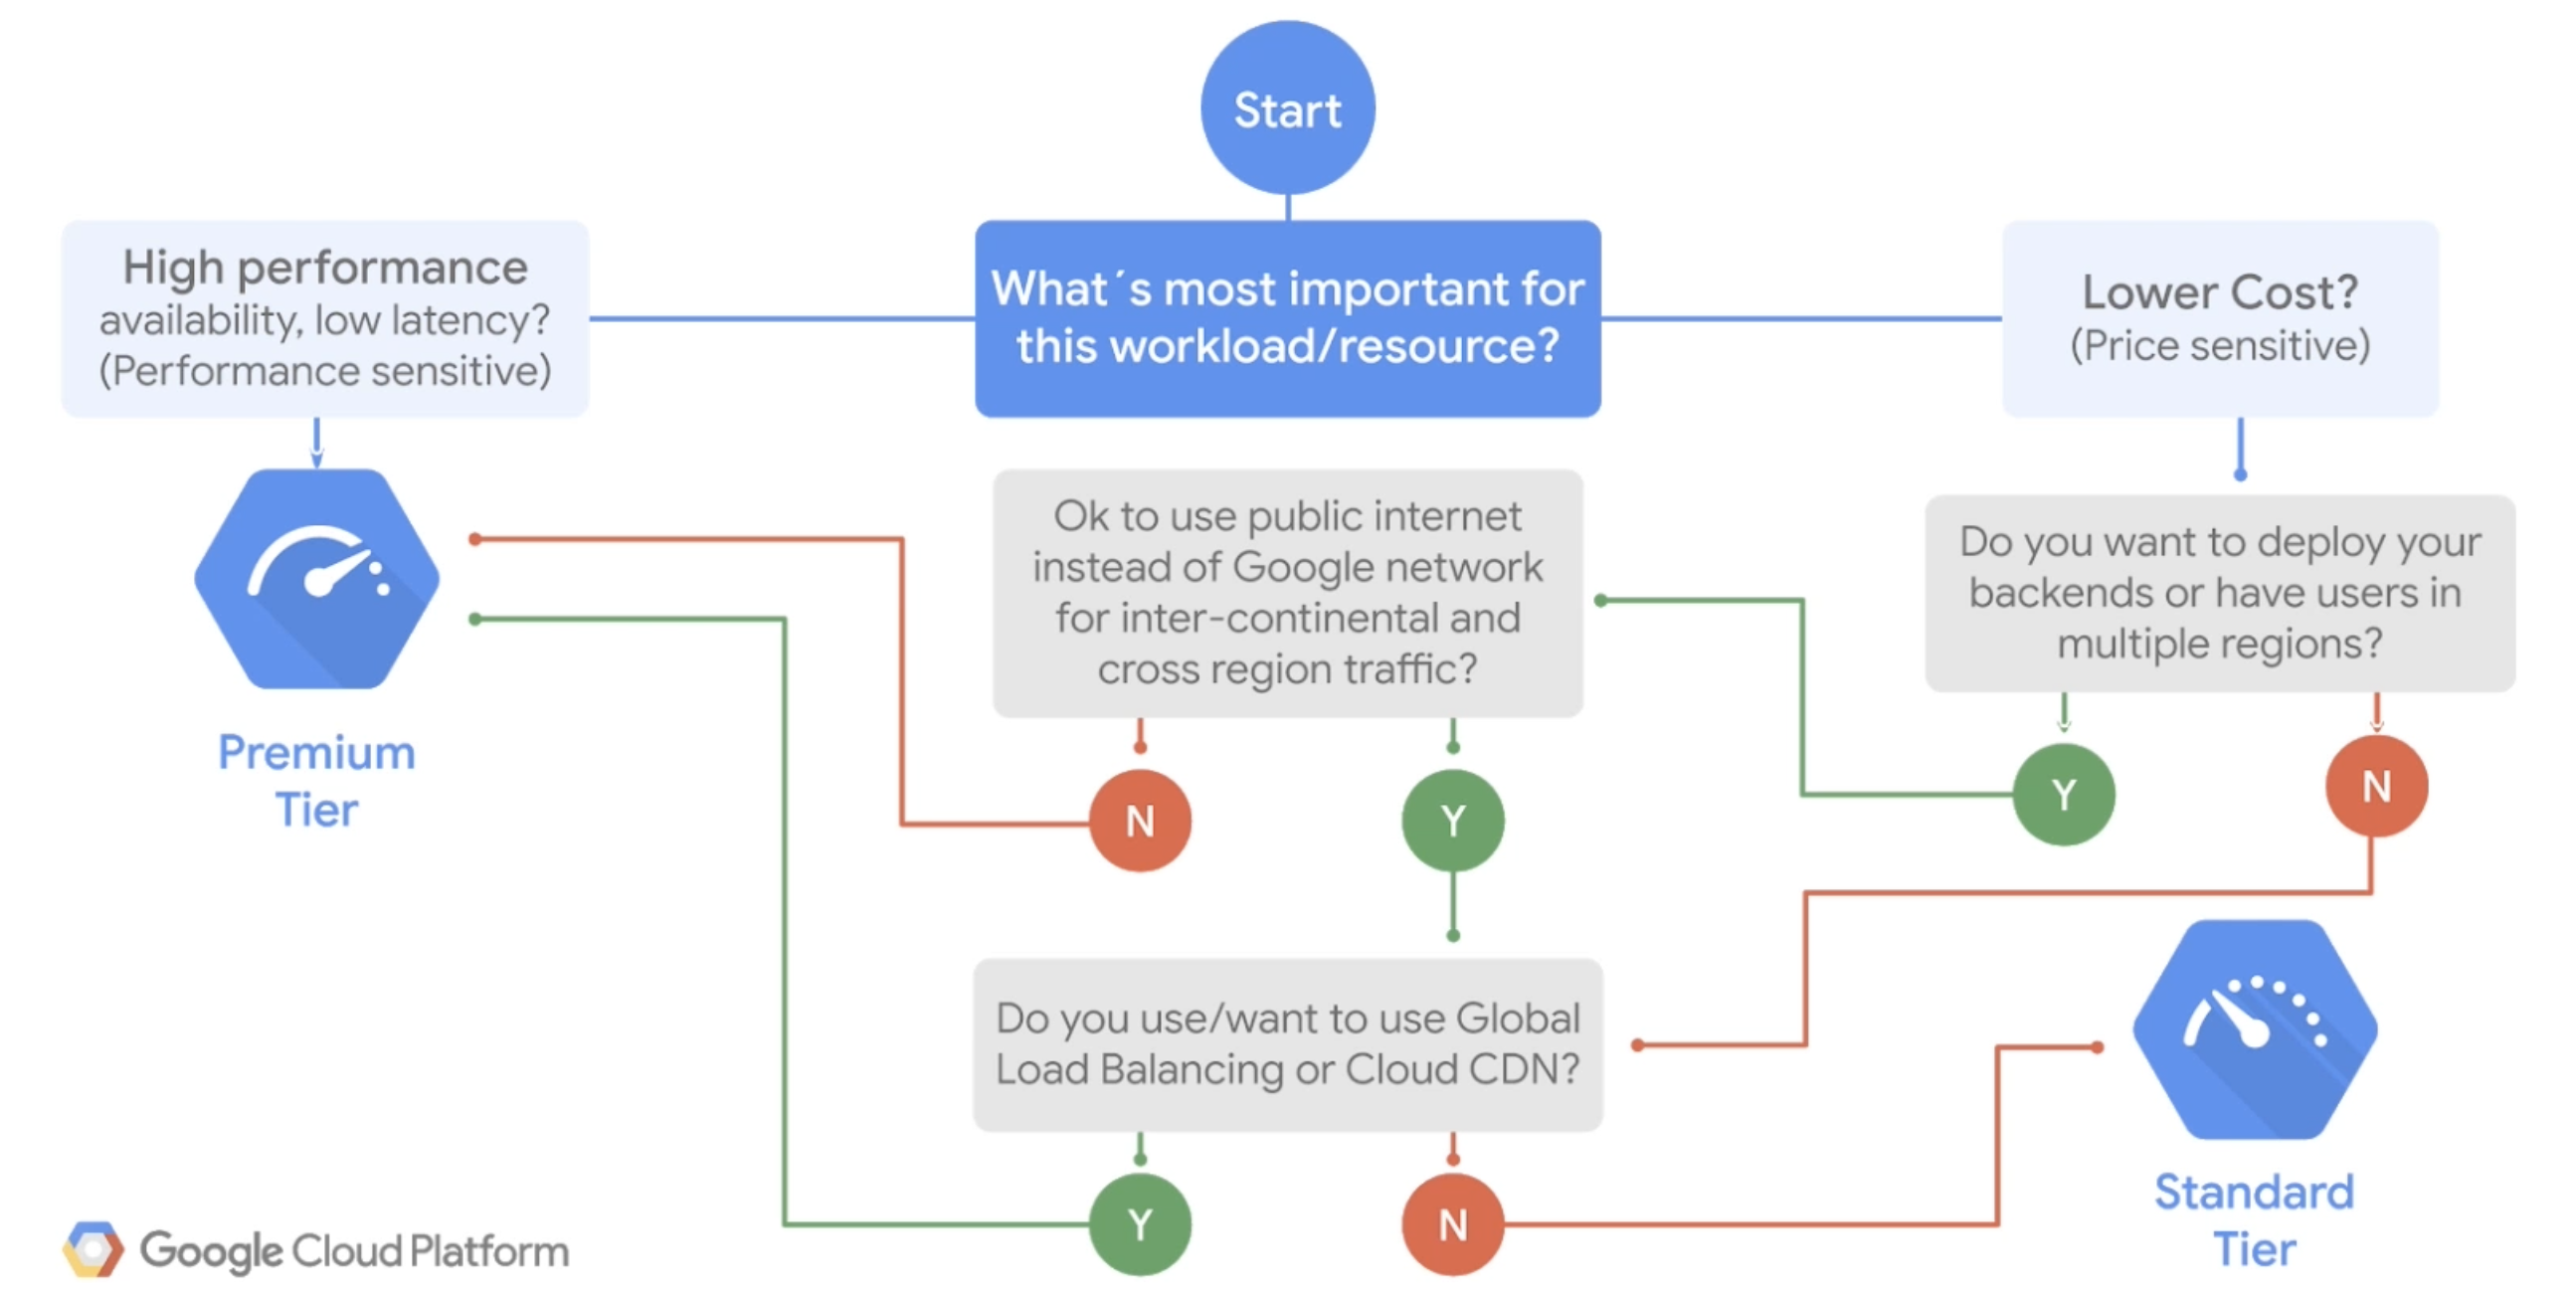 Start
High performance
availability, low latency?
(Performance sensitive)
What´s most important for
this workload/resource?
Lower Cost?
(Price sensitive)
Ok to use public internet
instead of Google network
for inter-continental and
cross region traffic?
Do you want to deploy your
backends or have users in
multiple regions?
Premium
Tier
N
Y
Y
N
Do you use/want to use Global
Load Balancing or Cloud CDN?
Y
N
Standard
Tier
Google Cloud Platform